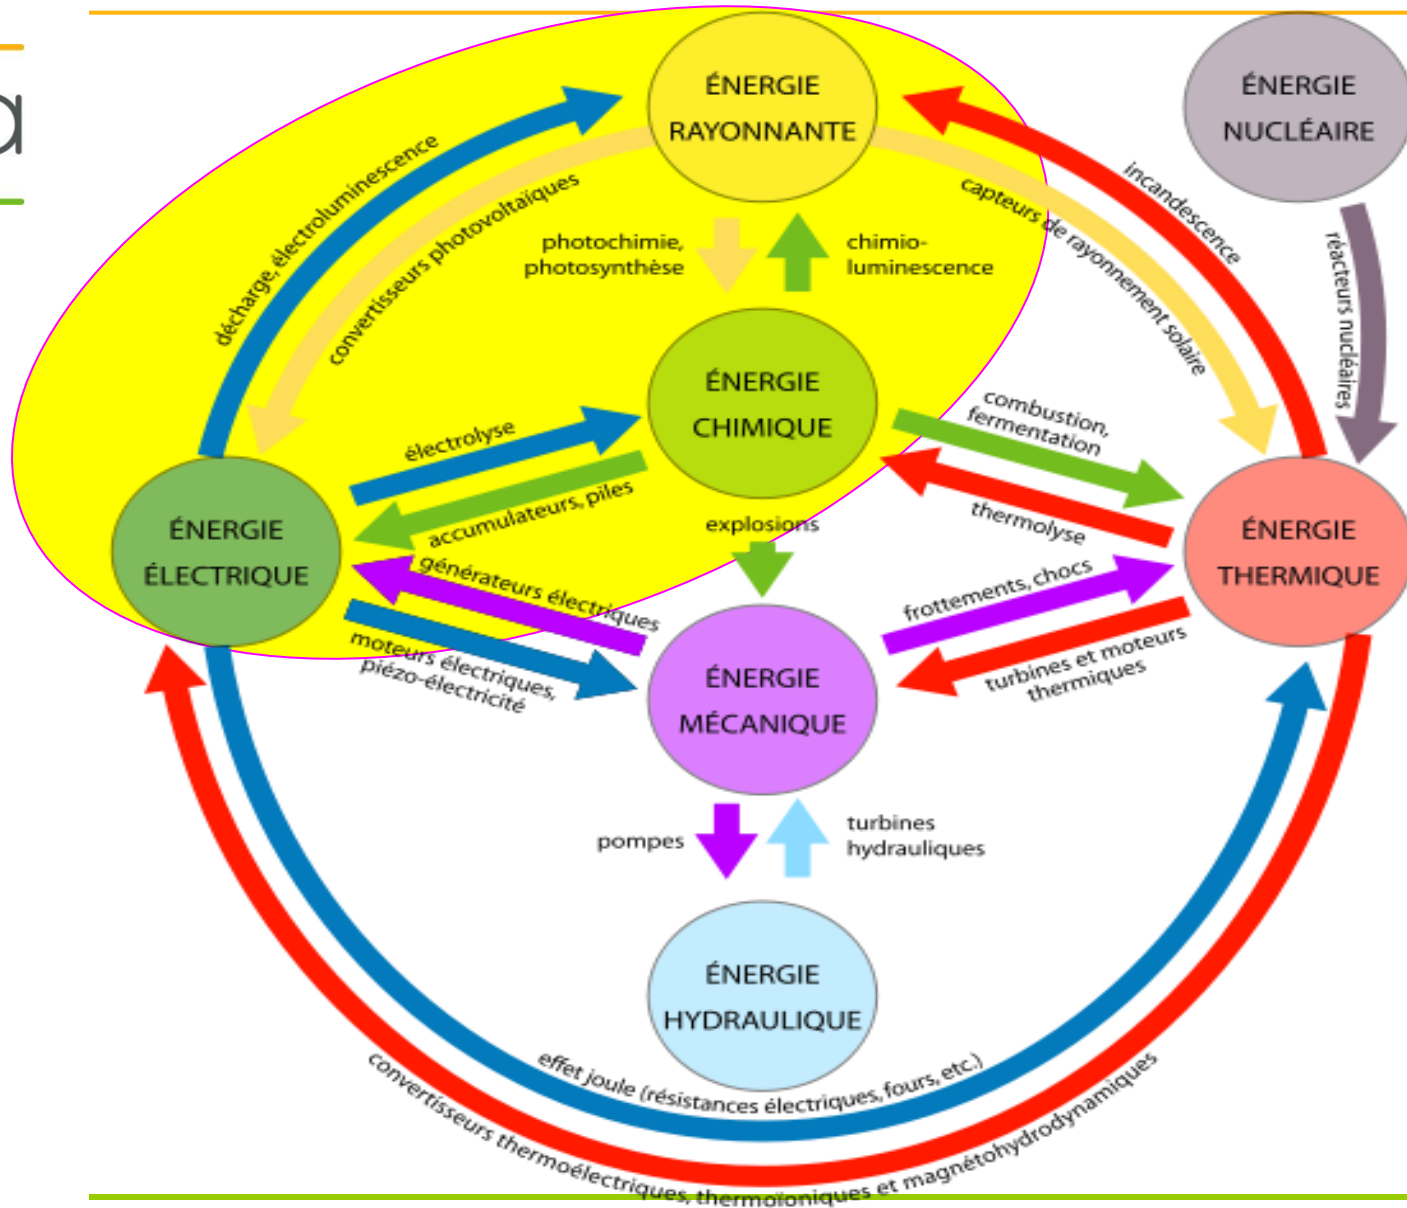 a
ÉNERGIE
RAYONNANTE
ÉNERGIE
NUCLÉAIRE
décharge, électroluminescence
convertisseurs photovoltaïques
photochimie,
photosynthèse
chimio-
luminescence
capteurs de rayonnement solaire
incandescence
réacteurs nucléaires
ÉNERGIE
CHIMIQUE
électrolyse
accumulateurs, piles
combustion,
fermentation
thermolyse
explosions
ÉNERGIE
ÉLECTRIQUE
ÉNERGIE
THERMIQUE
générateurs électriques
moteurs électriques,
piézo-électricité
frottements, chocs
turbines et moteurs
thermiques
ÉNERGIE
MÉCANIQUE
pompes
turbines
hydrauliques
ÉNERGIE
HYDRAULIQUE
effet joule (résistances électriques, fours, etc.)
convertisseurs thermoélectriques, thermoïoniques et magnétohydrodynamiques